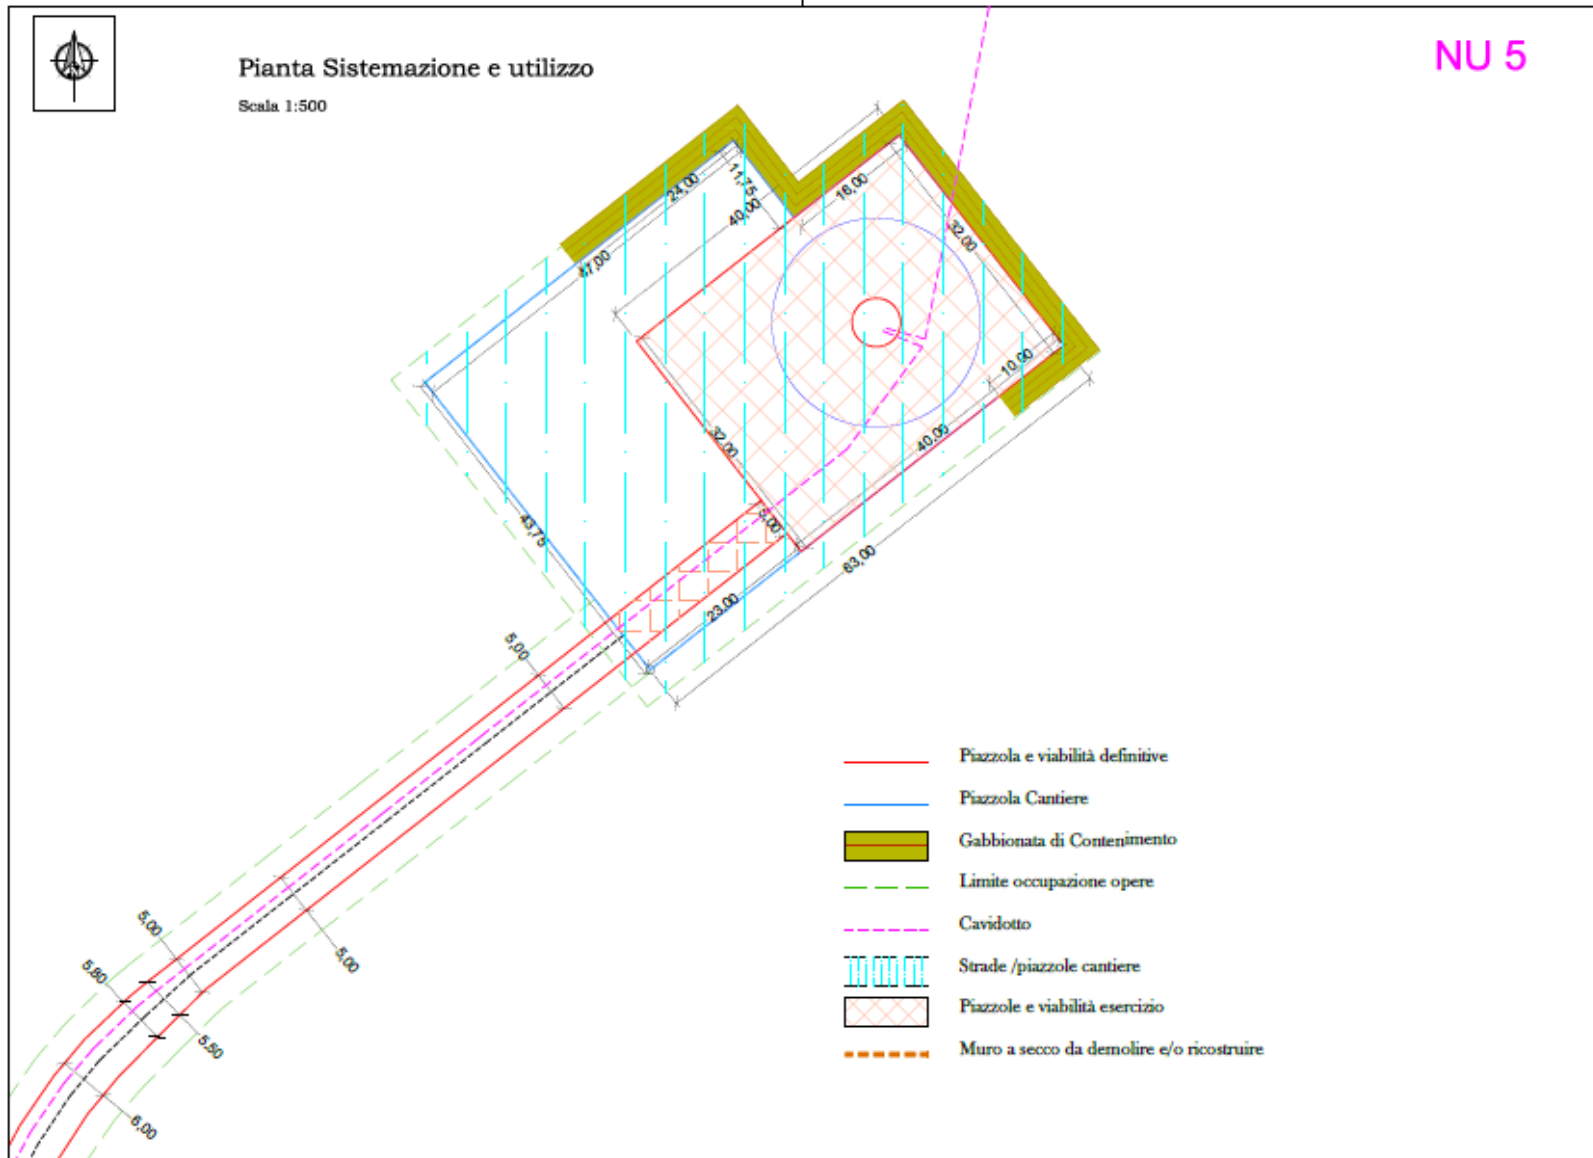 NU 5
Pianta Sistemazione e utilizzo
Scala 1:500
24,00
11,75
40,00
16,00
47,00
32,00
10,00
32,00
40,00
43,75
5,00
63,00
23,00
5,00
5,00
5,00
5,80
5,50
6,00
Piazzola e viabilità definitive
Piazzola Cantiere
Gabbionata di Contenimento
Limite occupazione opere
Cavidotto
Strade /piazzole cantiere
Piazzole e viabilità esercizio
Muro a secco da demolire e/o ricostruire